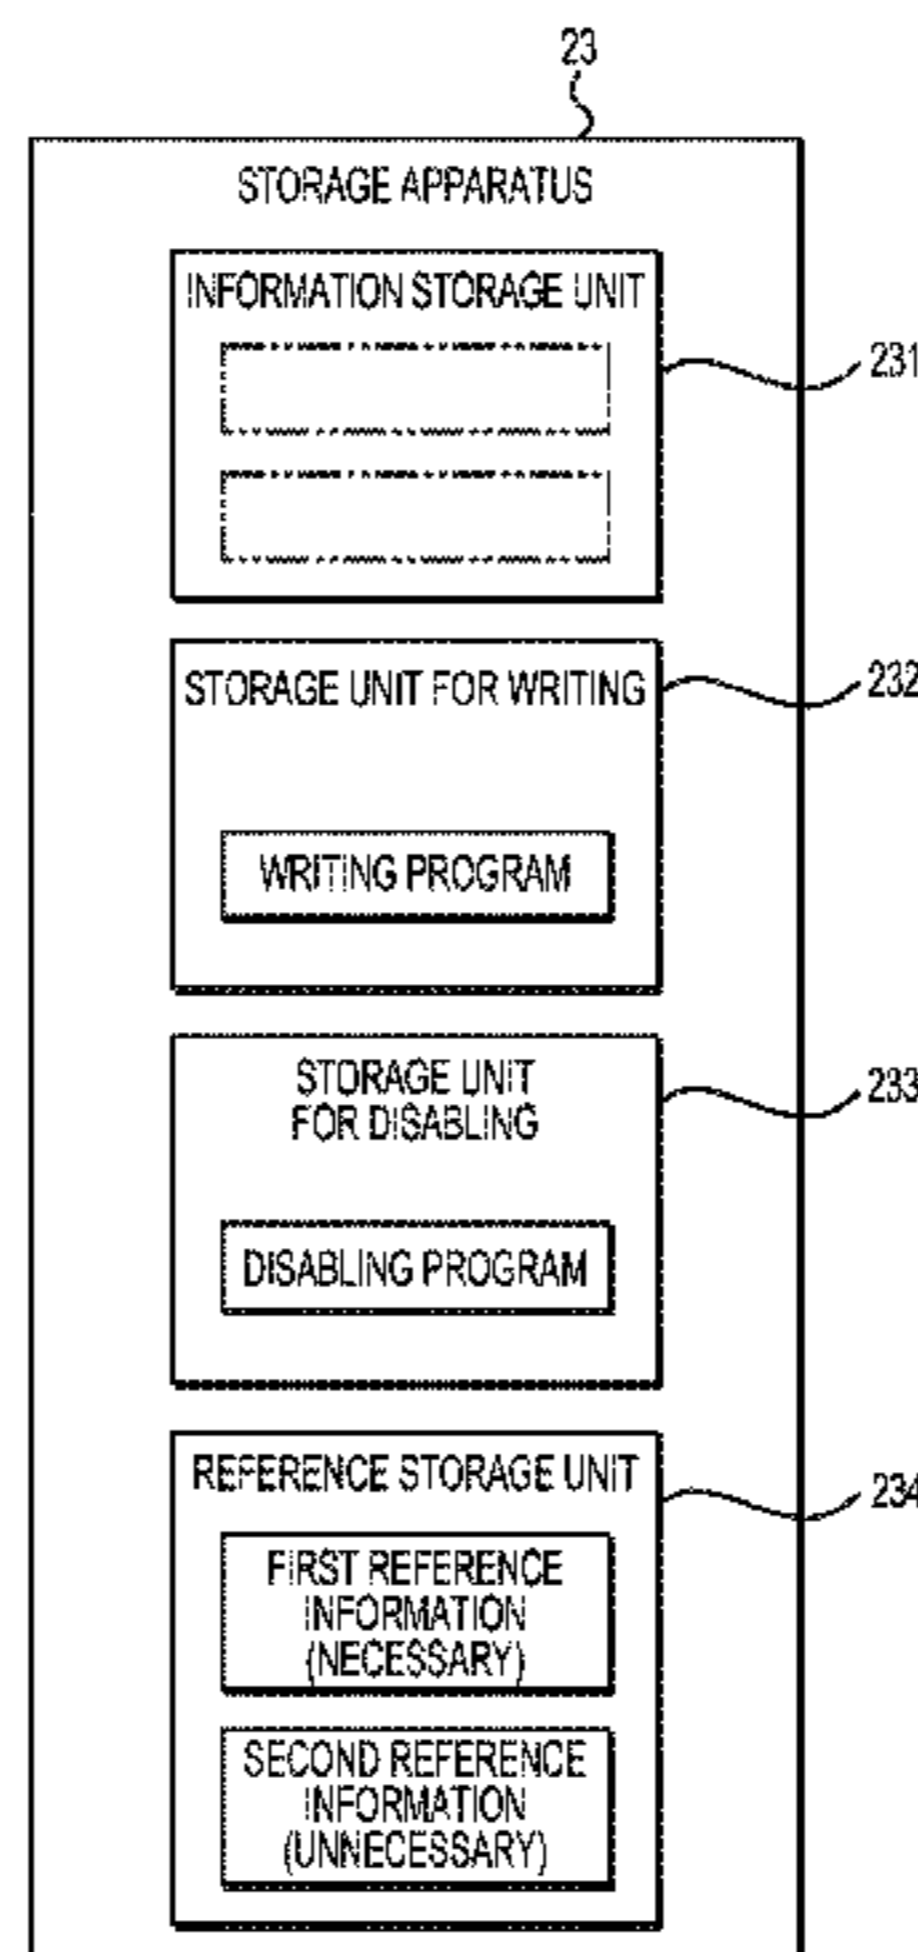 23
STORAGE APPARATUS
INFORMATION STORAGE UNIT
231
STORAGE UNIT FOR WRITING
232
WRITING PROGRAM
STORAGE UNIT
FOR DISABLING
233
DISABLING PROGRAM
REFERENCE STORAGE UNIT
234
FIRST REFERENCE
INFORMATION
(NECESSARY)
SECOND REFERENCE
INFORMATION
(UNNECESSARY)